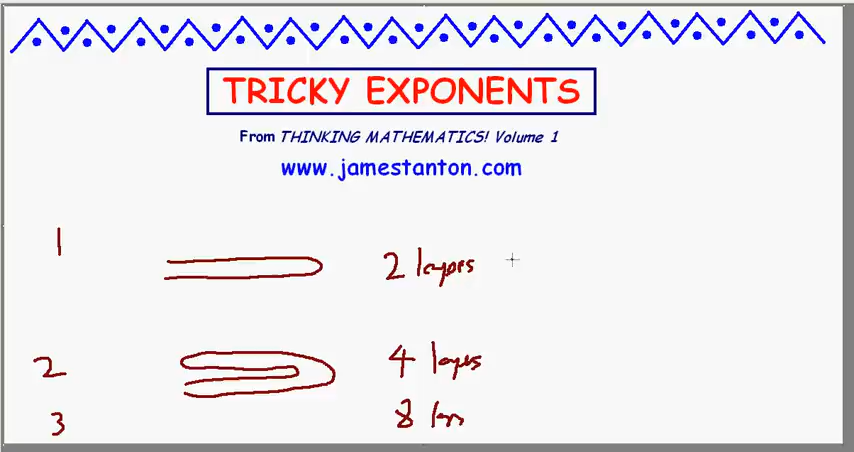 TRICKY EXPONENTS
From THINKING MATHEMATICS! Volume 1
www.jamestanton.com
1 2 layers
2 4 layers
3 8